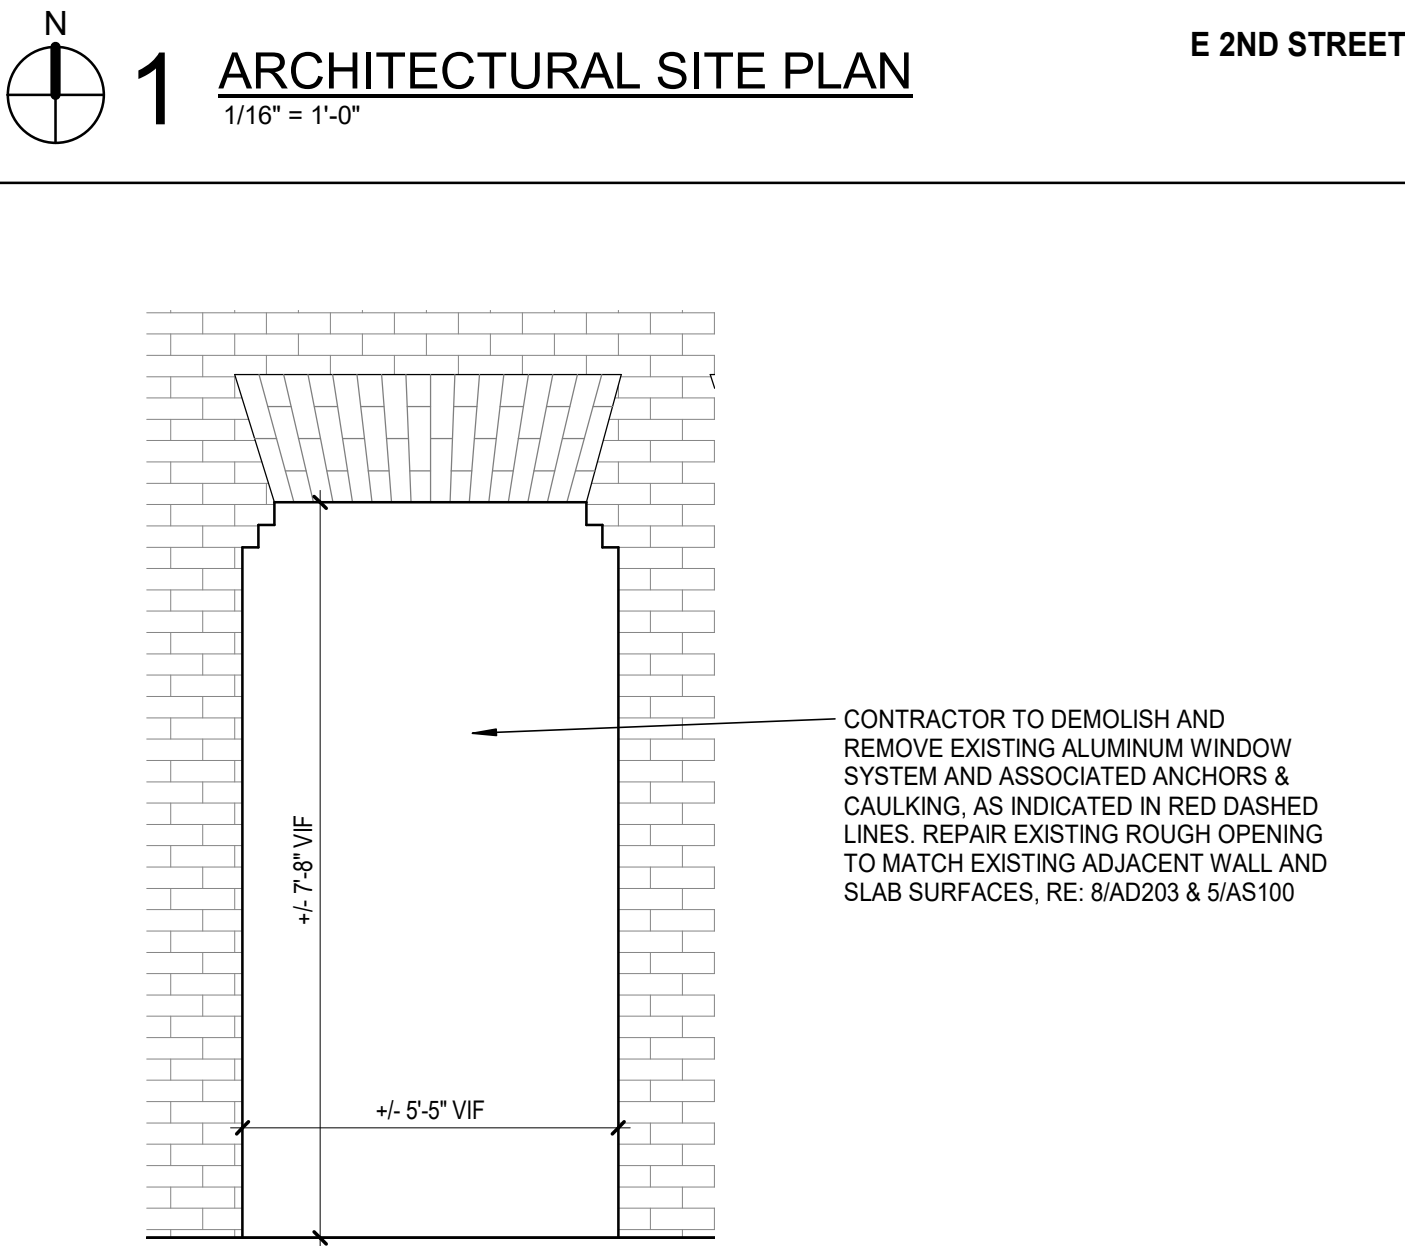 N
1 ARCHITECTURAL SITE PLAN
1/16" = 1'-0"
E 2ND STREET
CONTRACTOR TO DEMOLISH AND
REMOVE EXISTING ALUMINUM WINDOW
SYSTEM AND ASSOCIATED ANCHORS &
CAULKING, AS INDICATED IN RED DASHED
LINES. REPAIR EXISTING ROUGH OPENING
TO MATCH EXISTING ADJACENT WALL AND
SLAB SURFACES, RE: 8/AD203 & 5/AS100
+/- 7'-8" VIF
+/- 5'-5" VIF